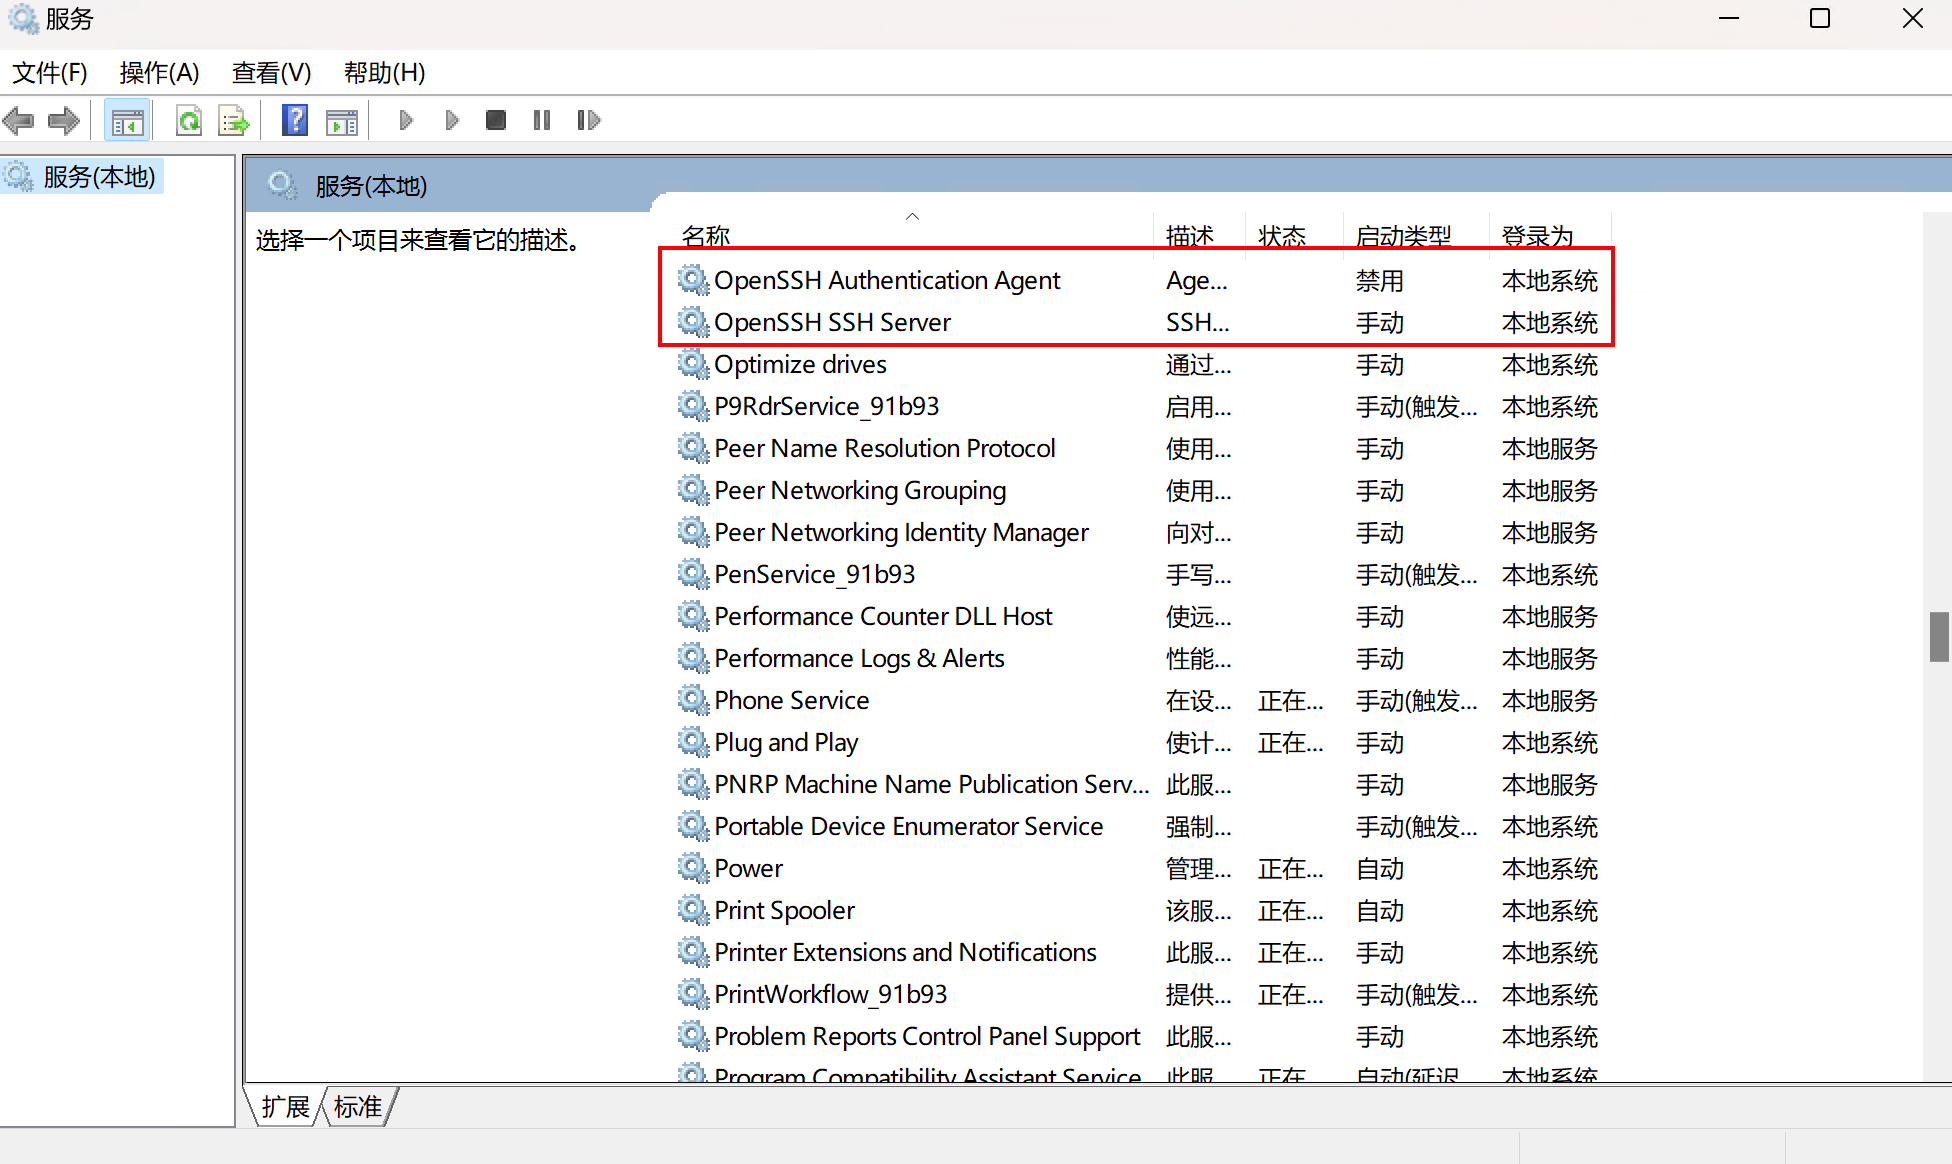 服务
文件(F) 操作(A) 查看(V) 帮助(H)
服务(本地)
服务(本地)
选择一个项目来查看它的描述。
名称 描述 状态 启动类型 登录为
OpenSSH Authentication Agent Age... 禁用 本地系统
OpenSSH SSH Server SSH... 手动 本地系统
Optimize drives 通过... 手动 本地系统
P9RdrService_91b93 启用... 手动(触发... 本地系统
Peer Name Resolution Protocol 使用... 手动 本地服务
Peer Networking Grouping 使用... 手动 本地服务
Peer Networking Identity Manager 向对... 手动 本地服务
PenService_91b93 手写... 手动(触发... 本地系统
Performance Counter DLL Host 使远... 手动 本地服务
Performance Logs & Alerts 性能... 手动 本地服务
Phone Service 在设... 正在... 手动(触发... 本地服务
Plug and Play 使计... 正在... 手动 本地系统
PNRP Machine Name Publication Serv... 此服... 手动 本地服务
Portable Device Enumerator Service 强制... 手动(触发... 本地系统
Power 管理... 正在... 自动 本地系统
Print Spooler 该服... 正在... 自动 本地系统
Printer Extensions and Notifications 此服... 正在... 手动 本地系统
PrintWorkflow_91b93 提供... 正在... 手动(触发... 本地系统
Problem Reports Control Panel Support 此服... 手动 本地系统
Program Compatibility Assistant Service 此服 正在 自动(延迟 本地系统
扩展 标准